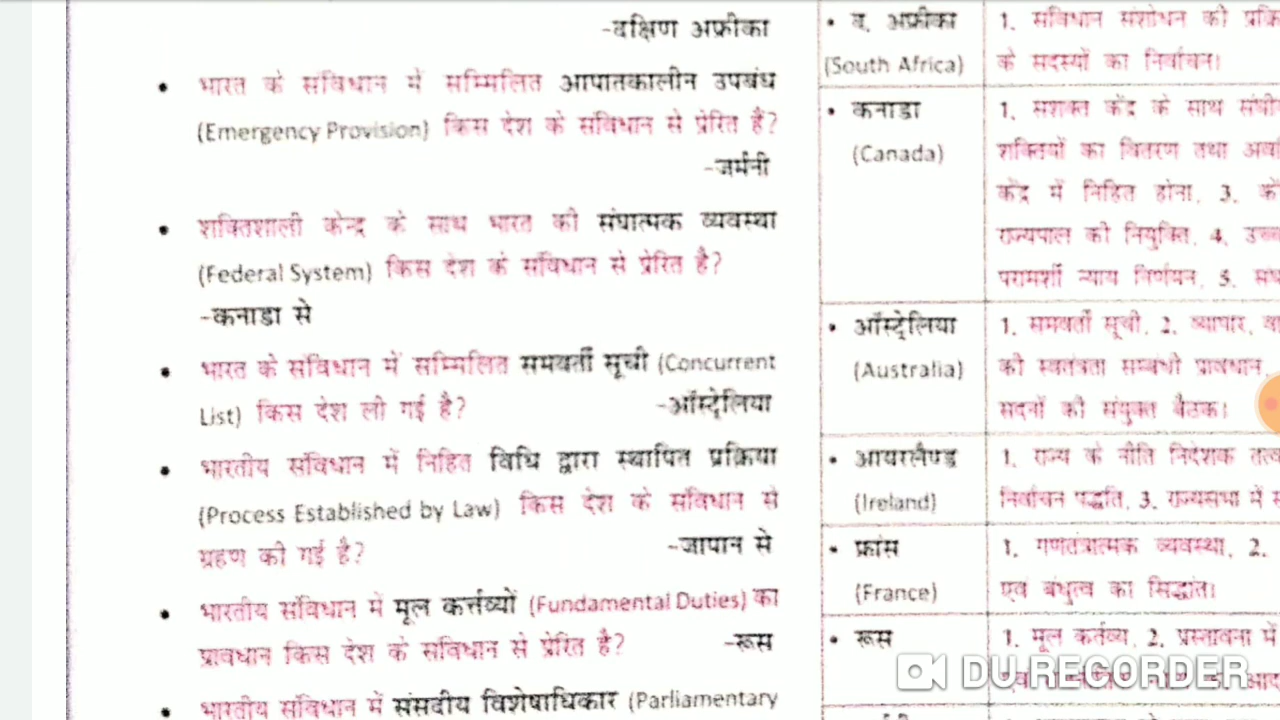 -दक्षिण अफ्रीका
• भारत के संविधान में सम्मिलित आपातकालीन उपबंध
(Emergency Provision) किस देश के संविधान से प्रेरित है?
-जर्मनी
• शक्तिशाली केन्द्र के साथ भारत की संघात्मक व्यवस्था
(Federal System) किस देश के संविधान से प्रेरित है?
-कनाडा से
• भारत के संविधान में सम्मिलित समवर्ती सूची (Concurrent
List) किस देश ली गई है? -ऑस्ट्रेलिया
• भारतीय संविधान में निहित विधि द्वारा स्थापित प्रक्रिया
(Process Established by Law) किस देश के संविधान से
ग्रहण की गई है? -जापान से
• भारतीय संविधान में मूल कर्त्तव्यों (Fundamental Duties) का
प्रावधान किस देश के संविधान से प्रेरित है? -रूस
• भारतीय संविधान में संसदीय विशेषाधिकार (Parliamentary
• द. अफ्रीका
(South Africa)
1. संविधान संशोधन की
के सदस्यों का निर्वाचन।
• कनाडा
(Canada)
1. सशक्त केंद्र के साथ
शक्तियों का वितरण तथा
केंद्र में निहित होना, 3.
राज्यपाल की नियुक्ति, 4.
परामर्शी न्याय निर्णयन, 5.
• ऑस्ट्रेलिया
(Australia)
1. समवर्ती सूची, 2. व्यापार,
की स्वतंत्रता सम्बंधी प्रावधान,
सदनों की संयुक्त बैठक।
• आयरलैण्ड
(Ireland)
1. राज्य के नीति निदेशक
निर्वाचन पद्धति, 3. राज्यसभा में
• फ्रांस
(France)
1. गणतंत्रात्मक व्यवस्था, 2.
एवं बंधुत्व का सिद्धांत।
• रूस
1. मूल कर्तव्य, 2. प्रस्तावना में
DU RECORDER